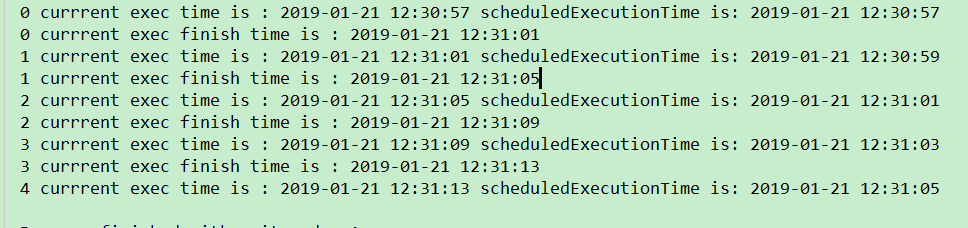 0 currrent exec time is : 2019-01-21 12:30:57 scheduledExecutionTime is: 2019-01-21 12:30:57
0 currrent exec finish time is : 2019-01-21 12:31:01
1 currrent exec time is : 2019-01-21 12:31:01 scheduledExecutionTime is: 2019-01-21 12:30:59
1 currrent exec finish time is : 2019-01-21 12:31:05
2 currrent exec time is : 2019-01-21 12:31:05 scheduledExecutionTime is: 2019-01-21 12:31:01
2 currrent exec finish time is : 2019-01-21 12:31:09
3 currrent exec time is : 2019-01-21 12:31:09 scheduledExecutionTime is: 2019-01-21 12:31:03
3 currrent exec finish time is : 2019-01-21 12:31:13
4 currrent exec time is : 2019-01-21 12:31:13 scheduledExecutionTime is: 2019-01-21 12:31:05